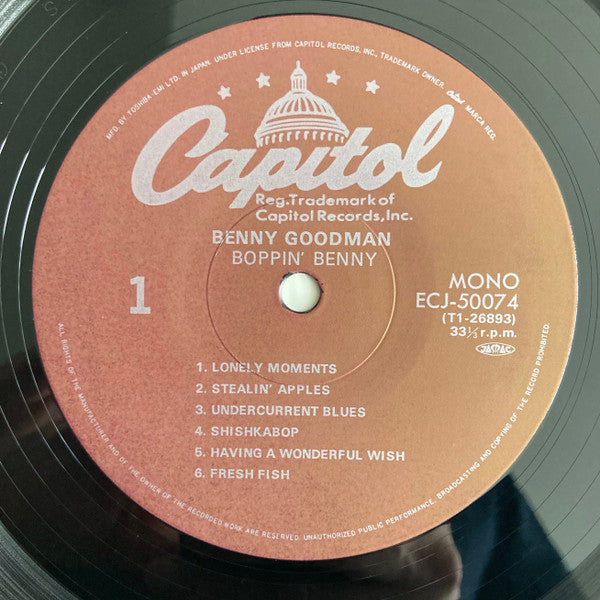 MFD. BY TOSHIBA EMI LTD. IN JAPAN. UNDER LICENSE FROM CAPITOL RECORDS, INC., TRADEMARK OWNER. Capitol MARCA REG.
Capitol
Reg.Trademark of
Capitol Records,Inc.
BENNY GOODMAN
BOPPIN' BENNY
1
MONO
ECJ-50074
(T1-26893)
33⅓ r.p.m.
JASRAC
1. LONELY MOMENTS
2. STEALIN' APPLES
3. UNDERCURRENT BLUES
4. SHISHKABOP
5. HAVING A WONDERFUL WISH
6. FRESH FISH
ALL RIGHTS OF THE MANUFACTURER AND OF THE OWNER OF THE RECORDED WORK ARE RESERVED. UNAUTHORIZED PUBLIC PERFORMANCE, BROADCASTING AND COPYING OF THE RECORD PROHIBITED.